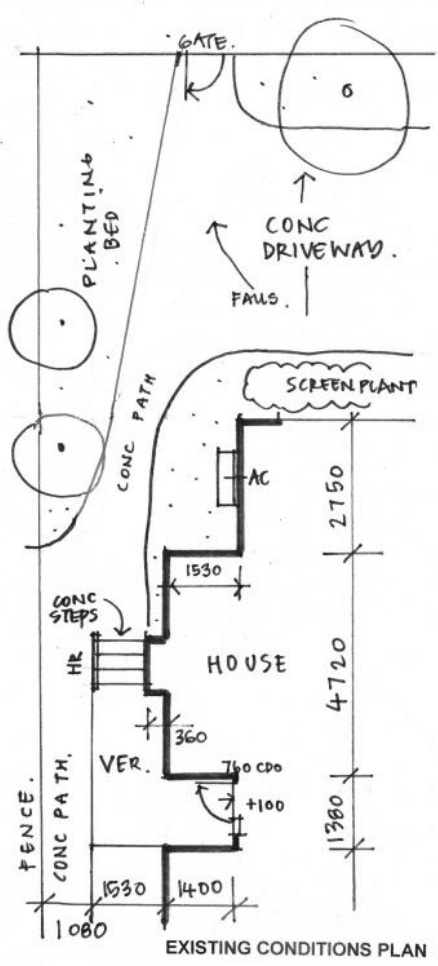 GATE.
PLANTING
BED
CONC
DRIVEWAY.
FALLS.
SCREEN PLANT
CONC PATH
AC
2750
1530
CONC
STEPS
HR
HOUSE
4720
360
VER.
760 CDO
+100
1380
FENCE.
CONC PATH.
1530
1400
1080
EXISTING CONDITIONS PLAN